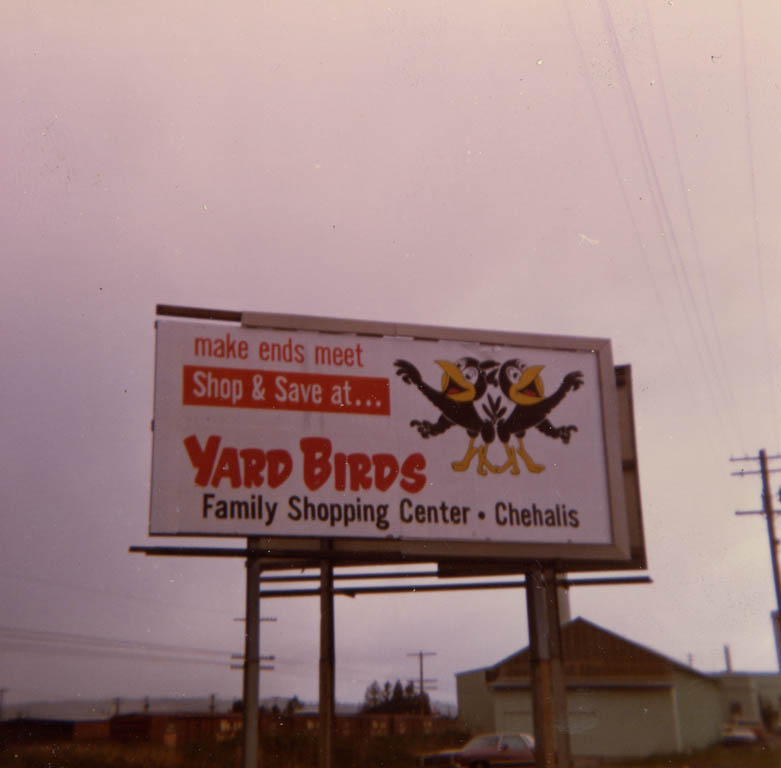 make ends meet
Shop & Save at...
YARD BIRDS
Family Shopping Center • Chehalis